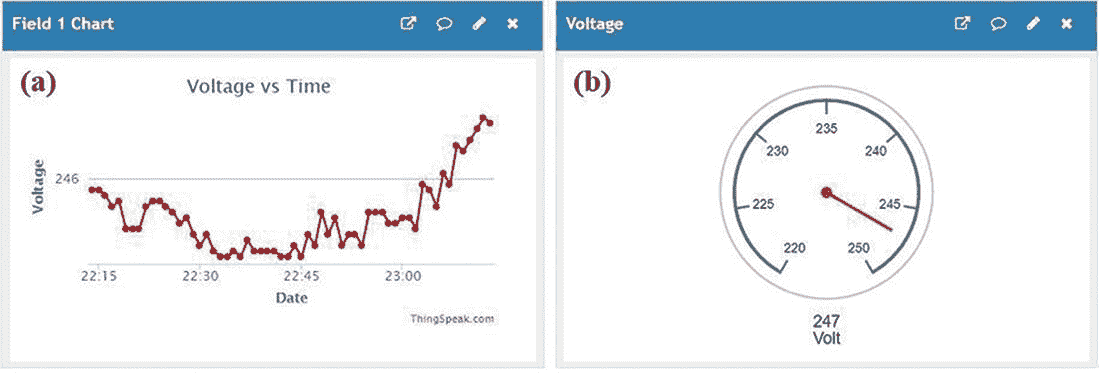 Field 1 Chart
(a)
Voltage vs Time
Voltage
246
22:15 22:30 22:45 23:00
Date
ThingSpeak.com
Voltage
(b)
235
230 240
225 245
220 250
247
Volt